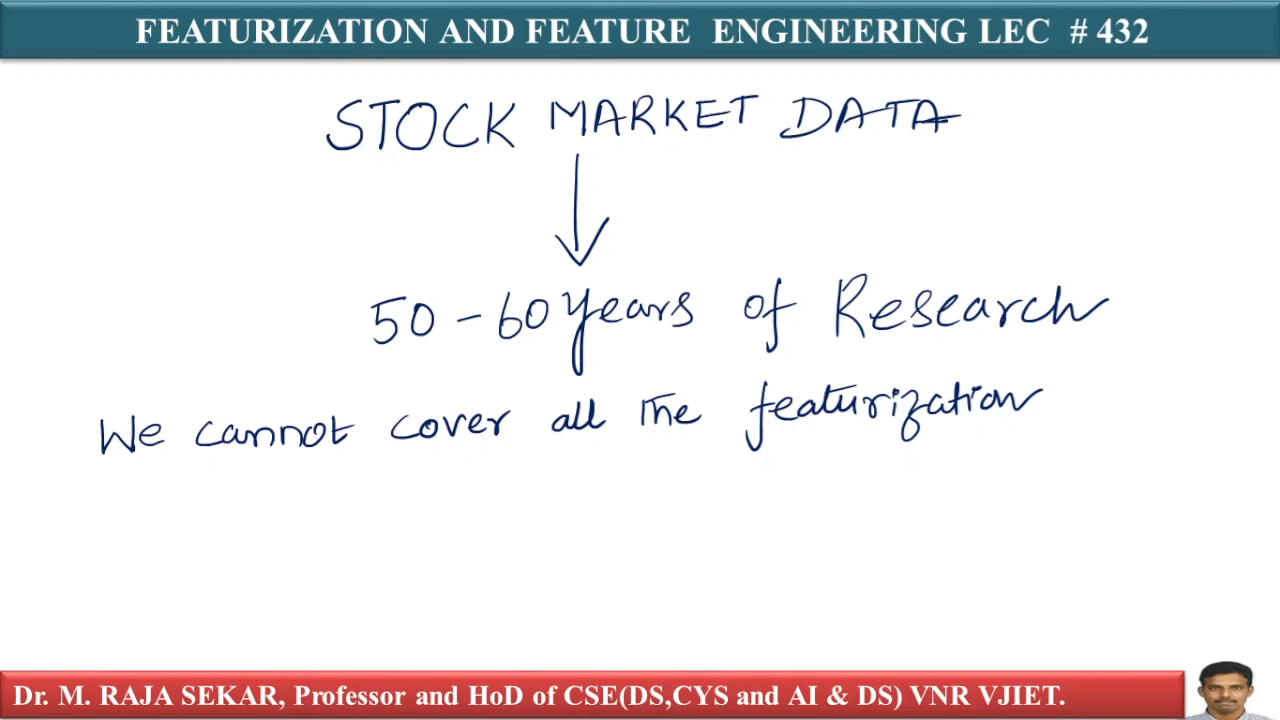 FEATURIZATION AND FEATURE ENGINEERING LEC # 432
STOCK MARKET DATA
50 - 60 Years of Research
We cannot cover all the featurization
Dr. M. RAJA SEKAR, Professor and HoD of CSE(DS,CYS and AI & DS) VNR VJIET.